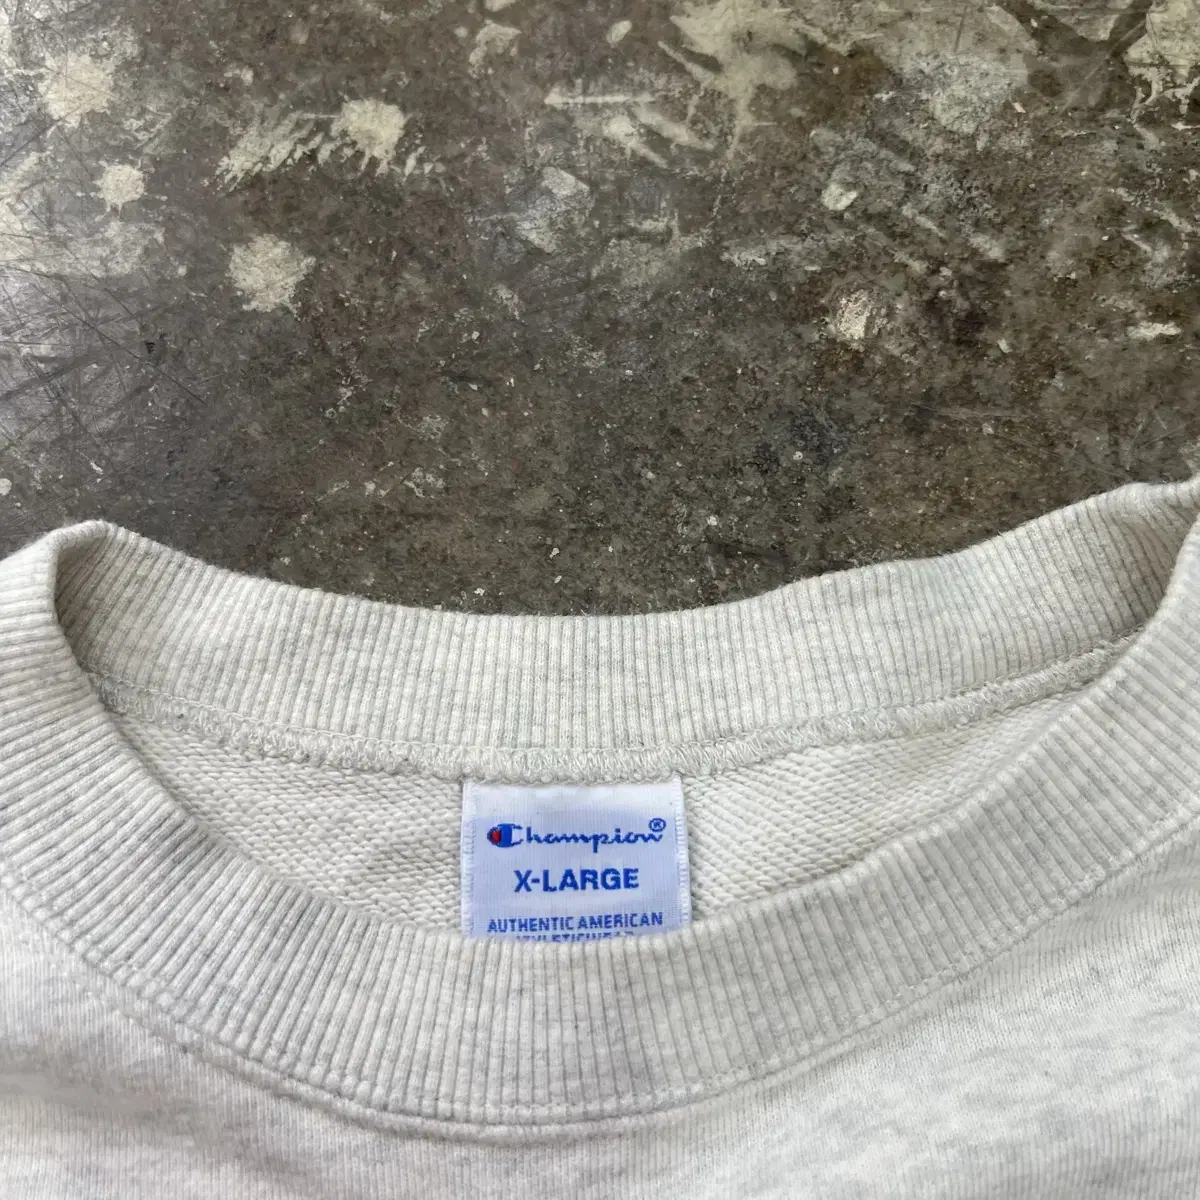 Champion®
X-LARGE
AUTHENTIC AMERICAN